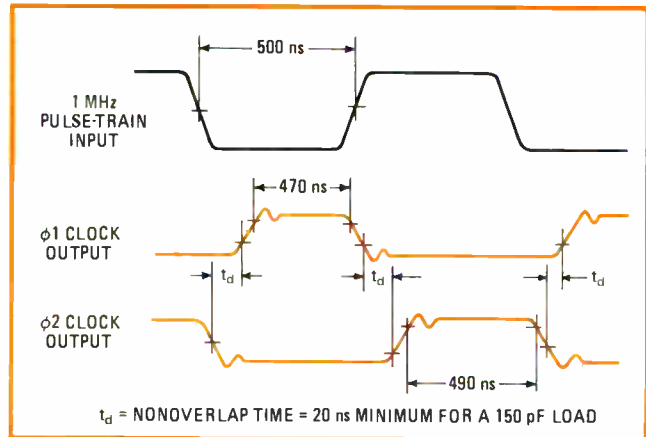 500 ns
1 MHz
PULSE-TRAIN
INPUT
470 ns
ϕ1 CLOCK
OUTPUT
td
td
td
ϕ2 CLOCK
OUTPUT
490 ns
td = NONOVERLAP TIME = 20 ns MINIMUM FOR A 150 pF LOAD